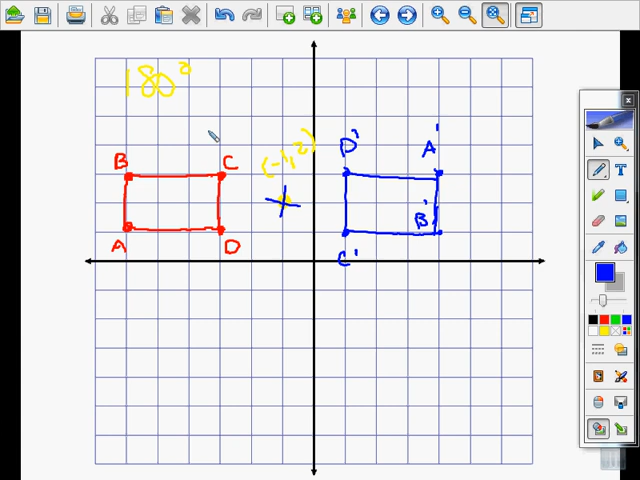 180°
(-1,2)
D' A'
B C
B'
A D
C'